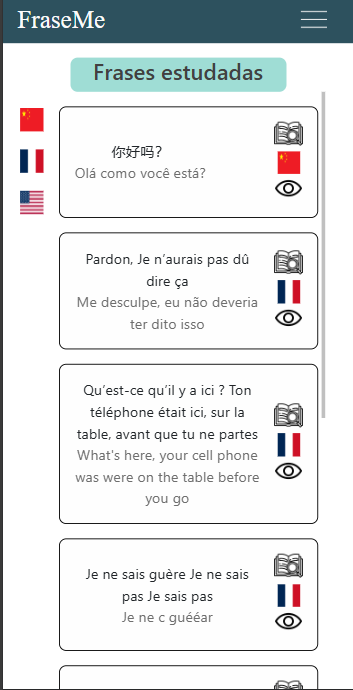 FraseMe
Frases estudadas
你好吗?
Olá como você está?
Pardon, Je n’aurais pas dû
dire ça
Me desculpe, eu não deveria
ter dito isso
Qu’est-ce qu’il y a ici ? Ton
téléphone était ici, sur la
table, avant que tu ne partes
What's here, your cell phone
was were on the table before
you go
Je ne sais guère Je ne sais
pas Je sais pas
Je ne c guééar